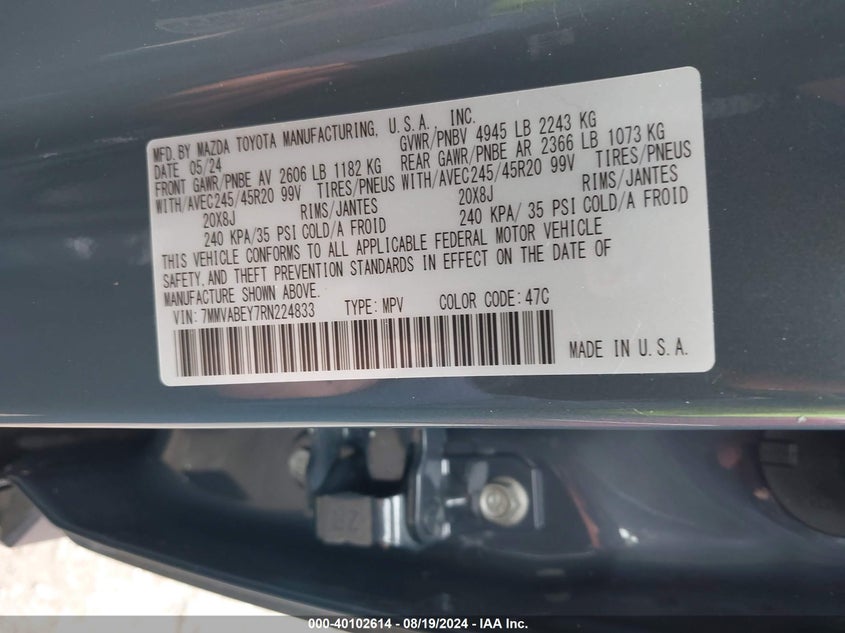 MFD.BY MAZDA TOYOTA MANUFACTURING, U.S.A. INC.
DATE 05/24 GVWR/PNBV 4945 LB 2243 KG
FRONT GAWR/PNBE AV 2606 LB 1182 KG REAR GAWR/PNBE AR 2366 LB 1073 KG
WITH/AVEC245/45R20 99V TIRES/PNEUS WITH/AVEC245/45R20 99V TIRES/PNEUS
20X8J RIMS/JANTES 20X8J RIMS/JANTES
240 KPA/35 PSI COLD/A FROID 240 KPA/ 35 PSI COLD/A FROID
THIS VEHICLE CONFORMS TO ALL APPLICABLE FEDERAL MOTOR VEHICLE
SAFETY,AND THEFT PREVENTION STANDARDS IN EFFECT ON THE DATE OF
MANUFACTURE SHOWN ABOVE.
VIN: 7MMVABEY7RN224833 TYPE: MPV COLOR CODE: 47C
MADE IN U.S.A.
000-40102614 - 08/19/2024 - IAA Inc.